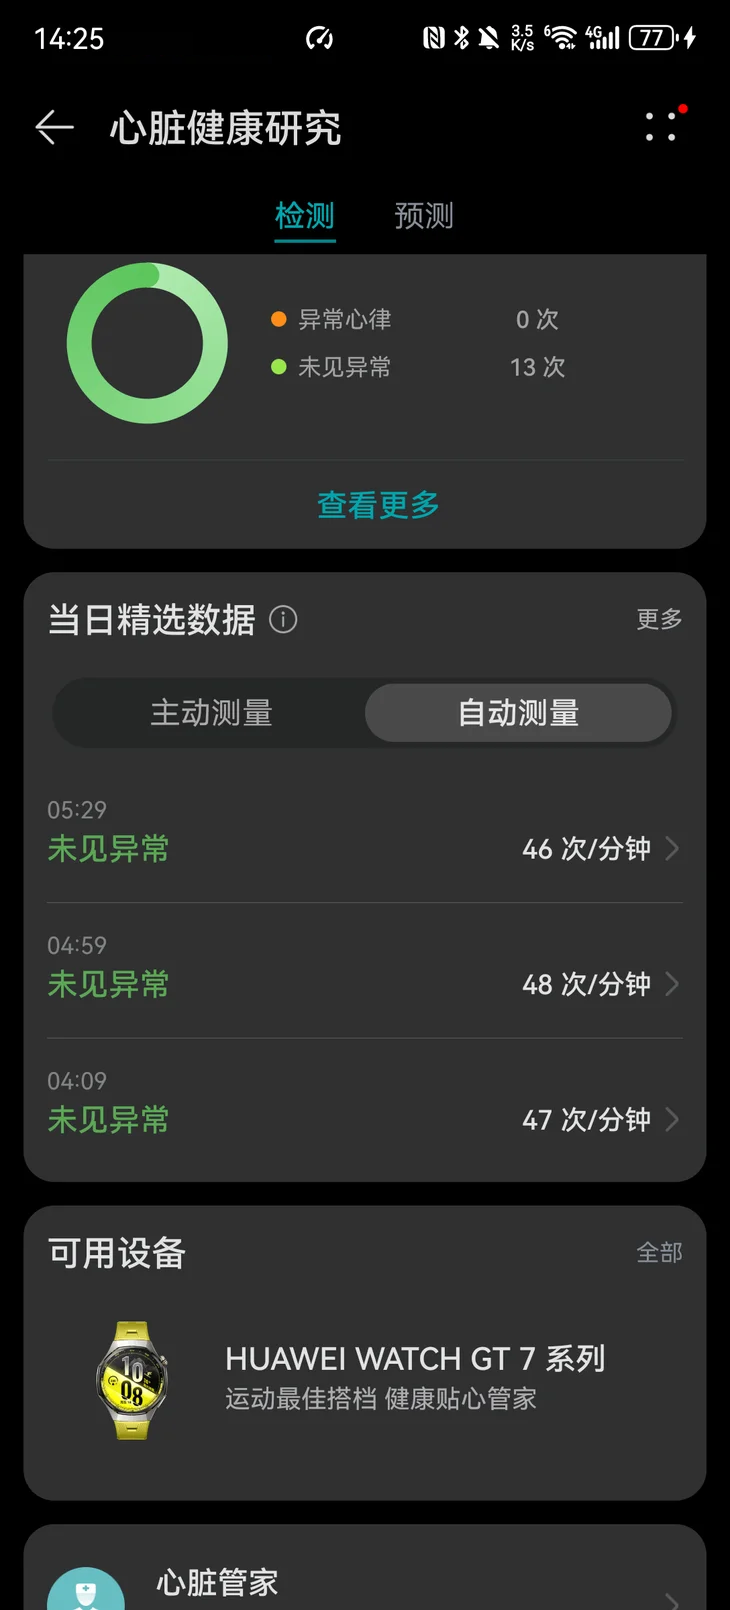 14:25
3.5 K/s 6 4G 77
心脏健康研究
检测 预测
异常心律 0 次
未见异常 13 次
查看更多
当日精选数据 更多
主动测量 自动测量
05:29
未见异常 46 次/分钟
04:59
未见异常 48 次/分钟
04:09
未见异常 47 次/分钟
可用设备 全部
10
08
HUAWEI WATCH GT 7 系列
运动最佳搭档 健康贴心管家
心脏管家